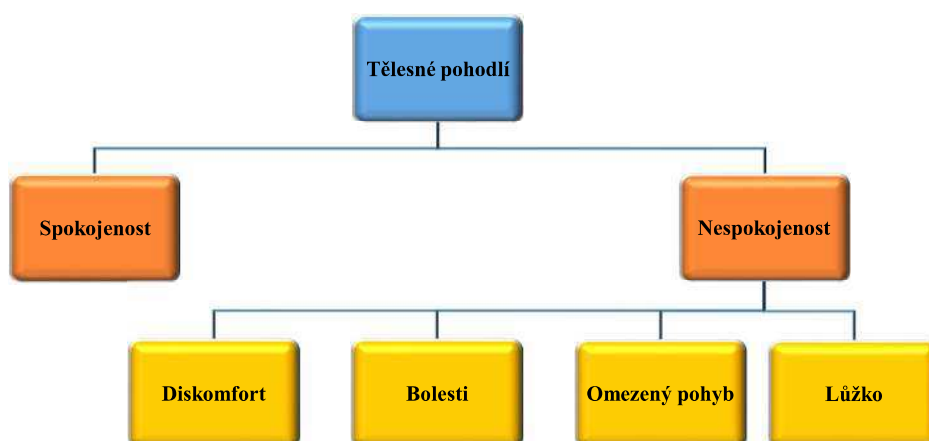 Tělesné pohodlí
Spokojenost
Nespokojenost
Diskomfort
Bolesti
Omezený pohyb
Lůžko